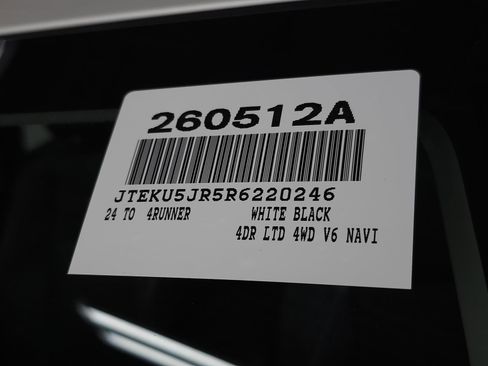 260512A
JTEKU5JR5R6220246
24 TO 4RUNNER WHITE BLACK
4DR LTD 4WD V6 NAVI